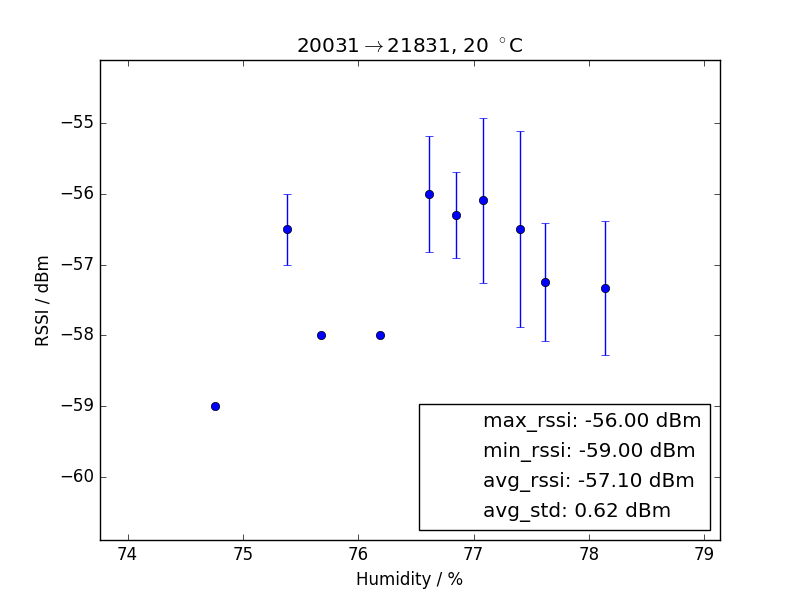 20031→21831, 20 °C
RSSI / dBm
−55
−56
−57
−58
−59
−60
max_rssi: -56.00 dBm
min_rssi: -59.00 dBm
avg_rssi: -57.10 dBm
avg_std: 0.62 dBm
74 75 76 77 78 79
Humidity / %